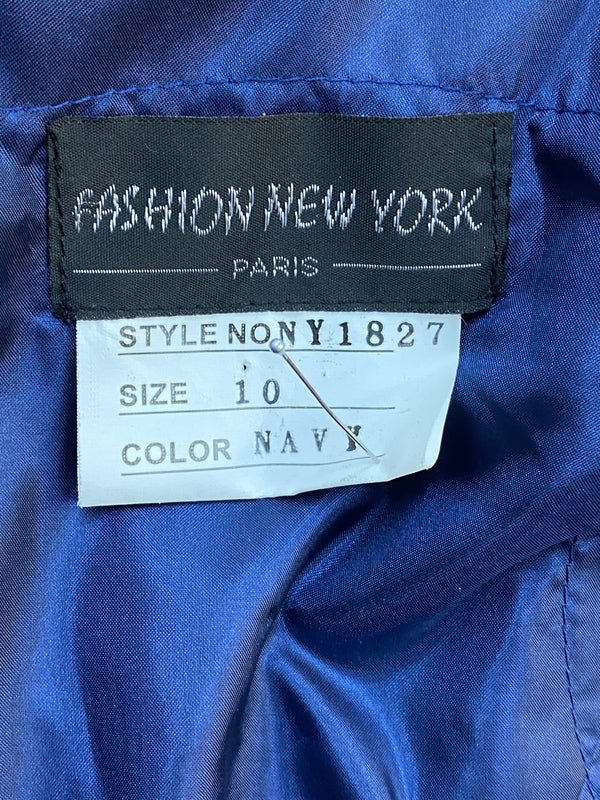 FASHION NEW YORK
PARIS
STYLE NO NY1827
SIZE 10
COLOR NAVY